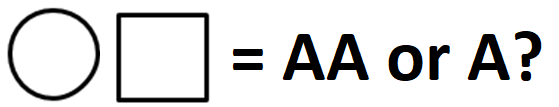 = AA or A?